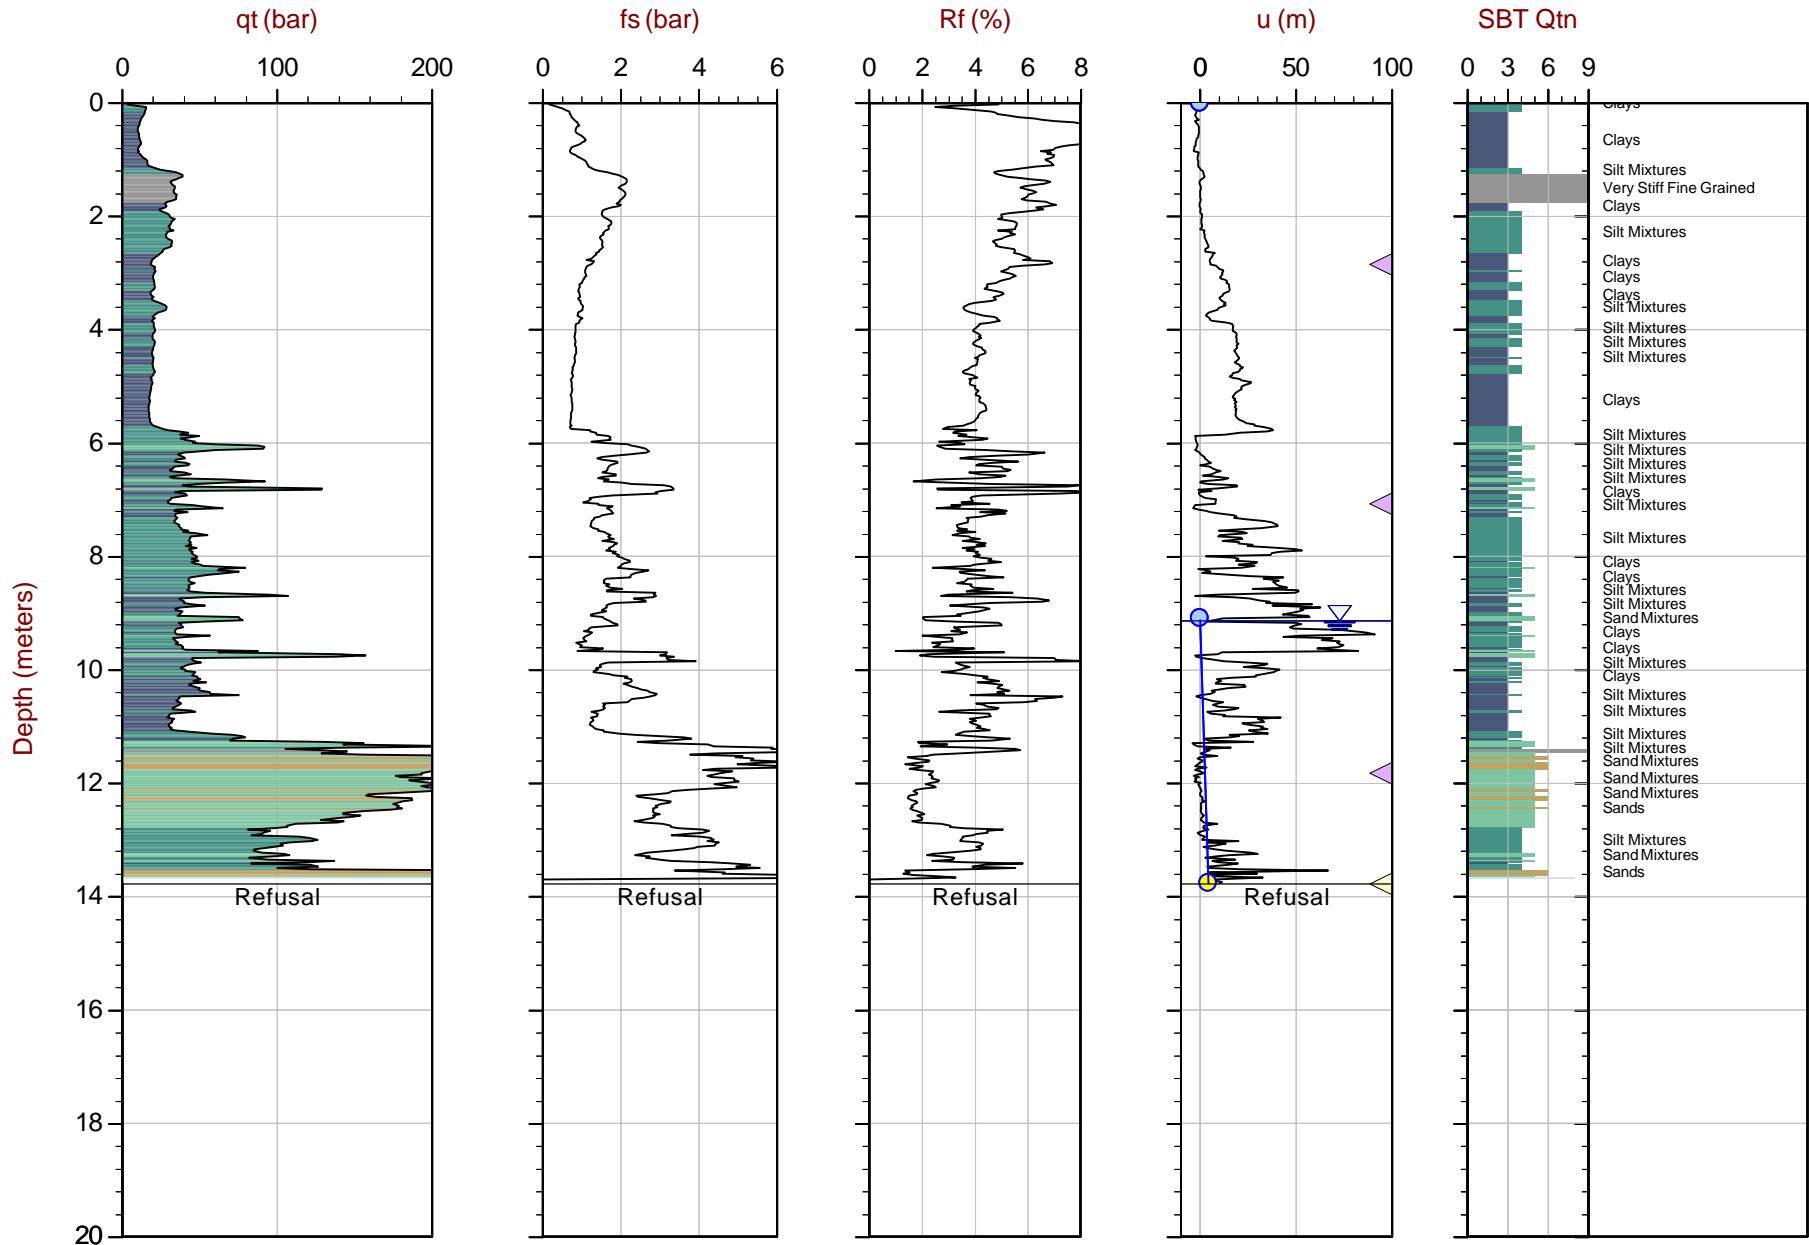 qt (bar) fs (bar) Rf (%) u (m) SBT Qtn
0 100 200 0 2 4 6 0 2 4 6 8 0 50 100 0 3 6 9
Depth (meters)
0
2
4
6
8
10
12
14
16
18
20
Refusal Refusal Refusal Refusal
Clays
Clays
Silt Mixtures
Very Stiff Fine Grained
Clays
Silt Mixtures
Clays
Clays
Clays
Silt Mixtures
Silt Mixtures
Silt Mixtures
Silt Mixtures
Clays
Silt Mixtures
Silt Mixtures
Silt Mixtures
Silt Mixtures
Clays
Silt Mixtures
Silt Mixtures
Clays
Clays
Silt Mixtures
Silt Mixtures
Sand Mixtures
Clays
Clays
Silt Mixtures
Clays
Silt Mixtures
Silt Mixtures
Silt Mixtures
Silt Mixtures
Sand Mixtures
Sand Mixtures
Sand Mixtures
Sands
Silt Mixtures
Sand Mixtures
Sands